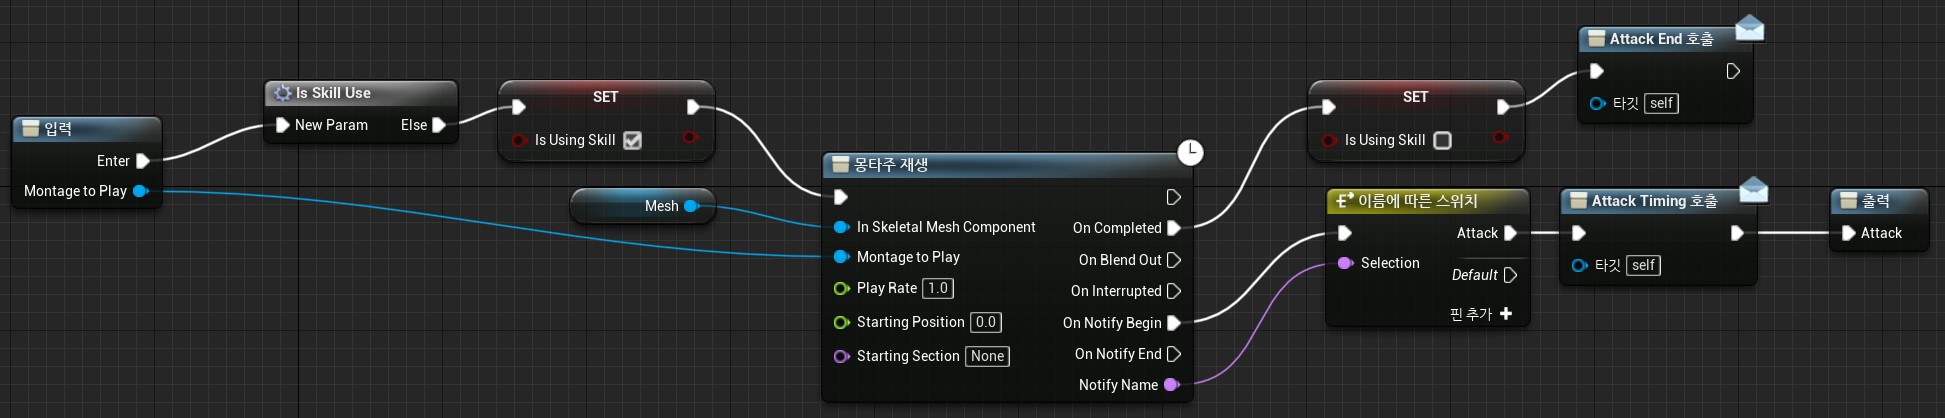 입력
Enter
Montage to Play
Is Skill Use
New Param Else
SET
Is Using Skill
Mesh
몽타주 재생
In Skeletal Mesh Component
Montage to Play
Play Rate 1.0
Starting Position 0.0
Starting Section None
On Completed
On Blend Out
On Interrupted
On Notify Begin
On Notify End
Notify Name
SET
Is Using Skill
Attack End 호출
타깃 self
이름에 따른 스위치
Attack
Selection
Default
핀 추가
Attack Timing 호출
타깃 self
출력
Attack